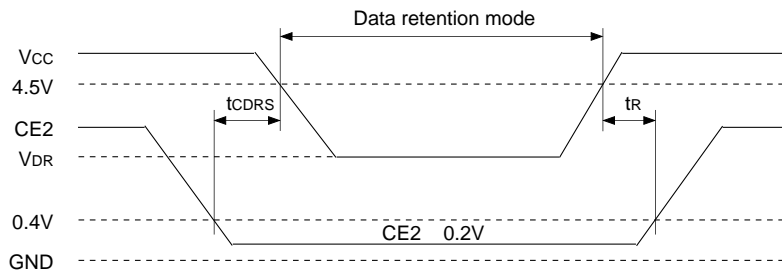 Data retention mode
VCC
4.5V
tCDRS
tR
CE2
VDR
0.4V
CE2 0.2V
GND